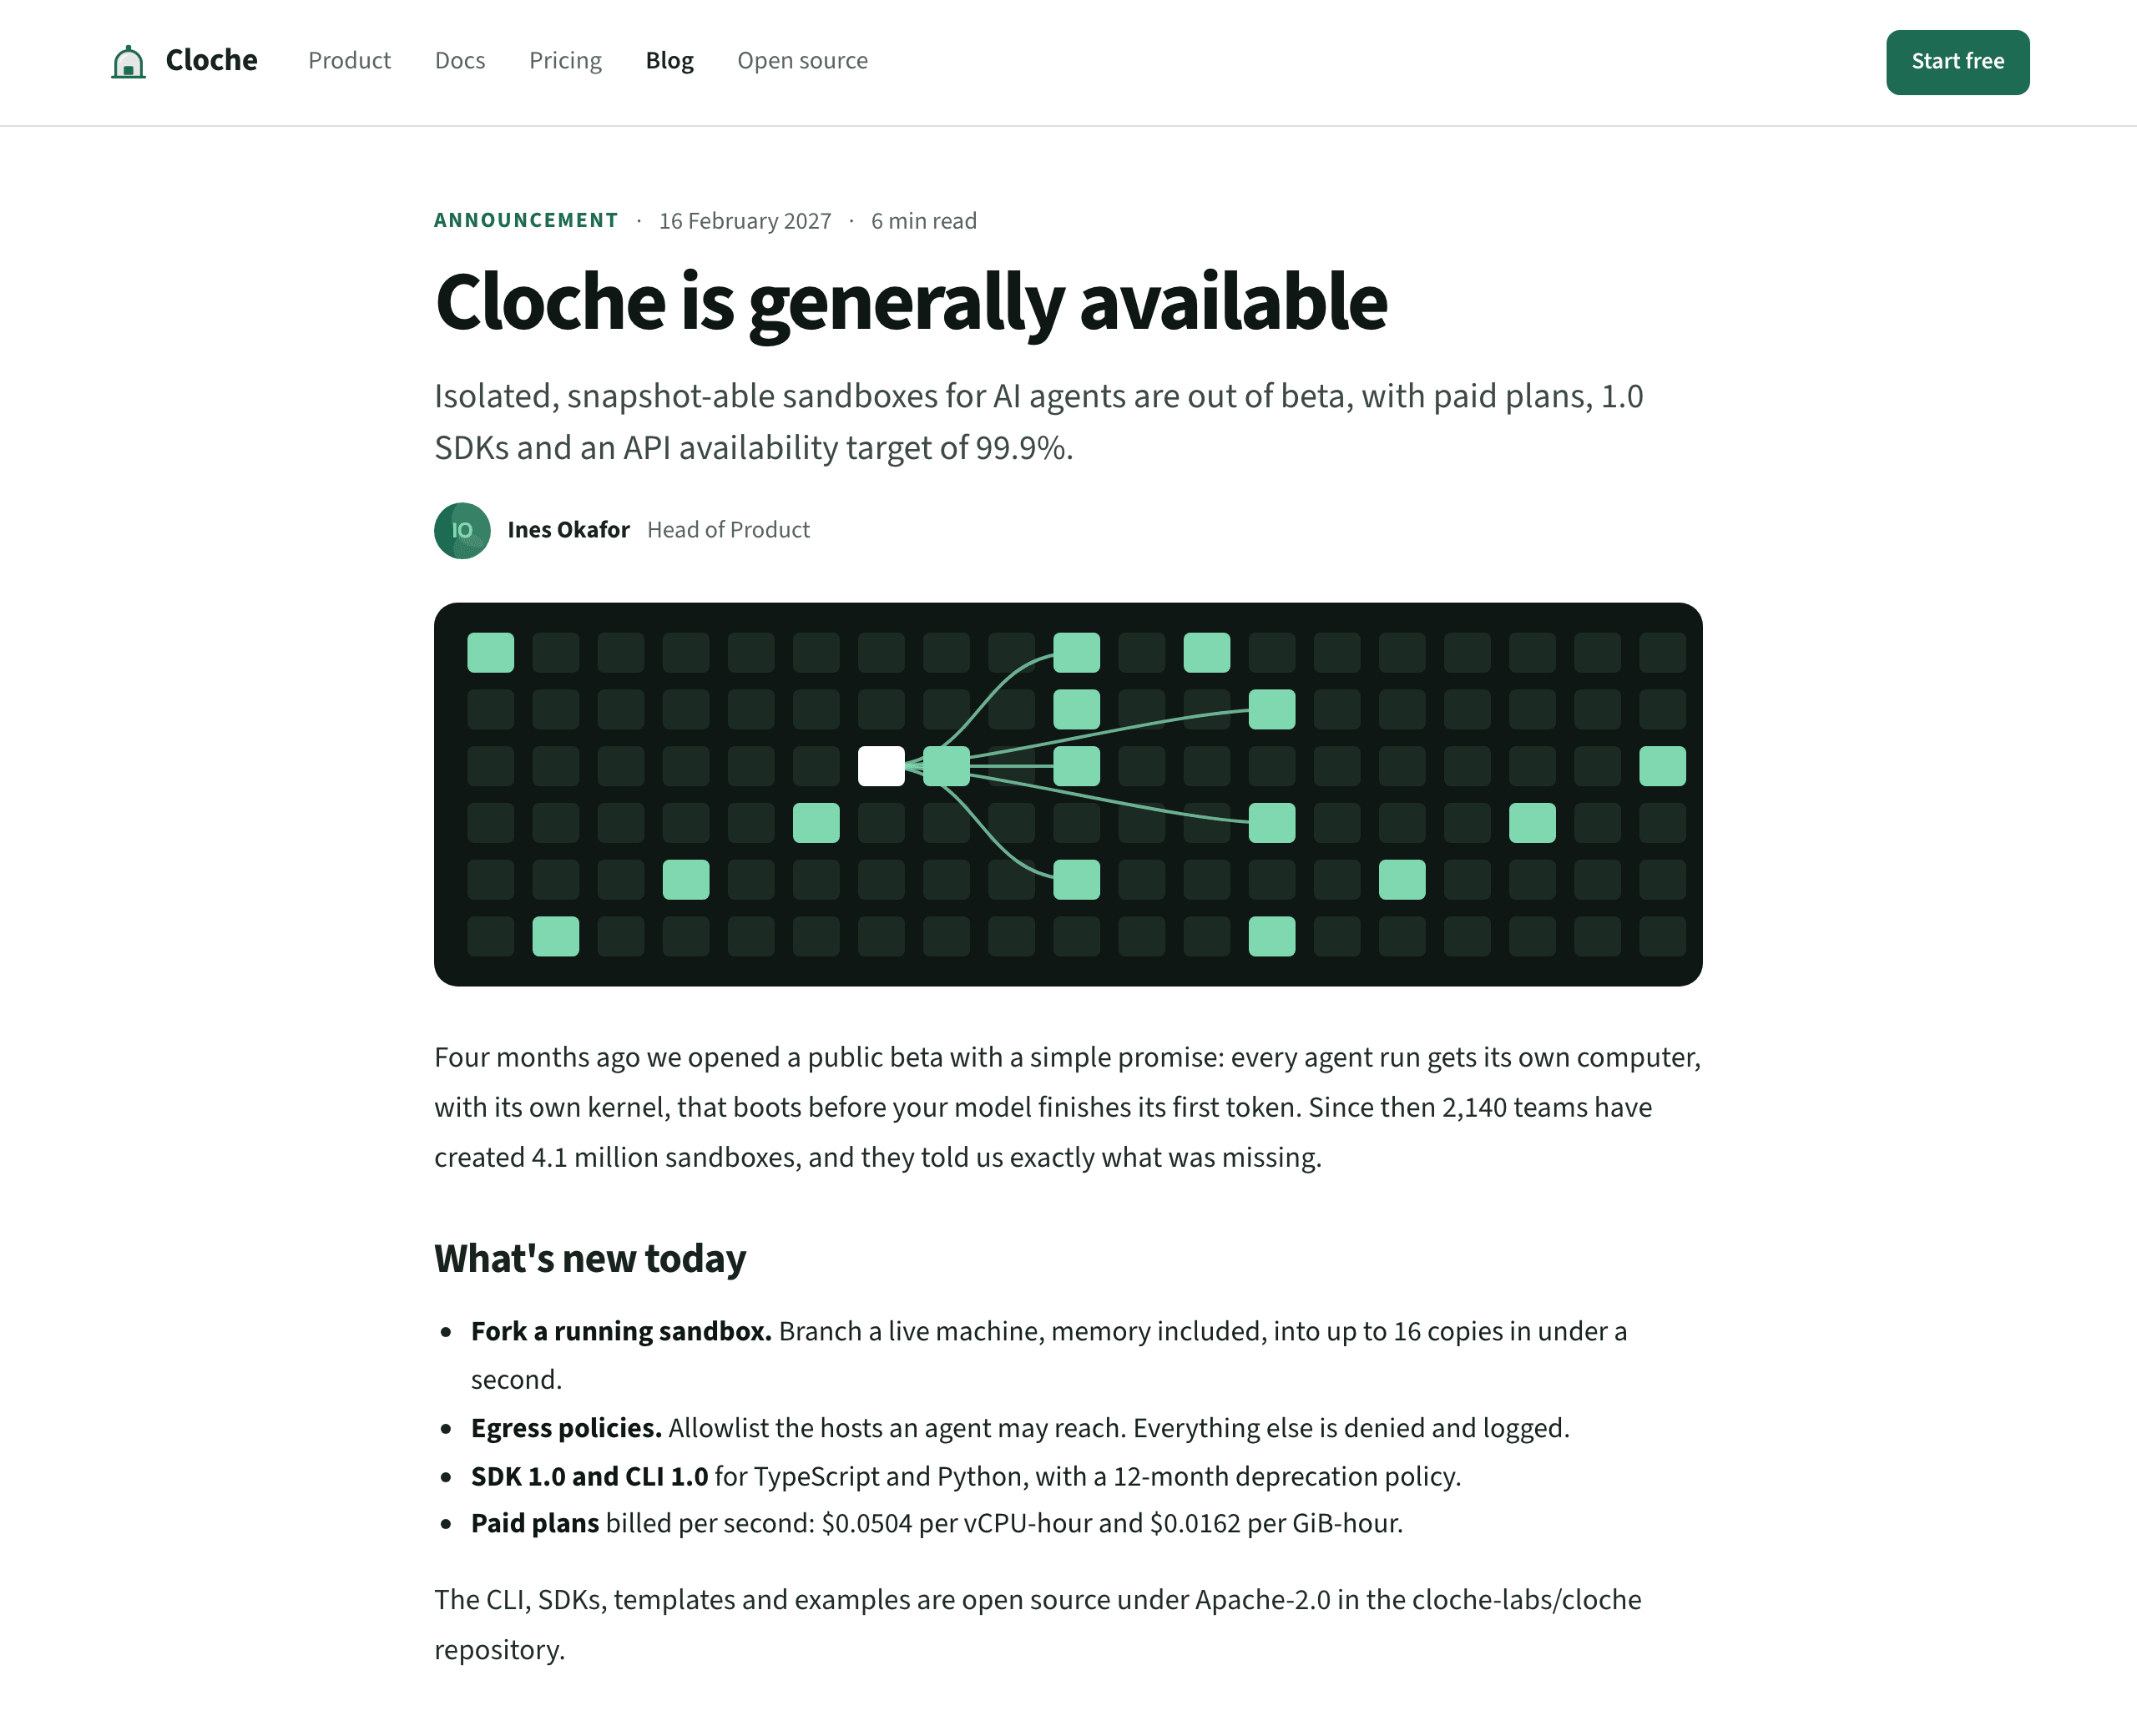 Cloche Product Docs Pricing Blog Open source Start free
ANNOUNCEMENT · 16 February 2027 · 6 min read
Cloche is generally available
Isolated, snapshot-able sandboxes for AI agents are out of beta, with paid plans, 1.0
SDKs and an API availability target of 99.9%.
IO Ines Okafor Head of Product
Four months ago we opened a public beta with a simple promise: every agent run gets its own computer,
with its own kernel, that boots before your model finishes its first token. Since then 2,140 teams have
created 4.1 million sandboxes, and they told us exactly what was missing.
What's new today
• Fork a running sandbox. Branch a live machine, memory included, into up to 16 copies in under a
second.
• Egress policies. Allowlist the hosts an agent may reach. Everything else is denied and logged.
• SDK 1.0 and CLI 1.0 for TypeScript and Python, with a 12-month deprecation policy.
• Paid plans billed per second: $0.0504 per vCPU-hour and $0.0162 per GiB-hour.
The CLI, SDKs, templates and examples are open source under Apache-2.0 in the cloche-labs/cloche
repository.